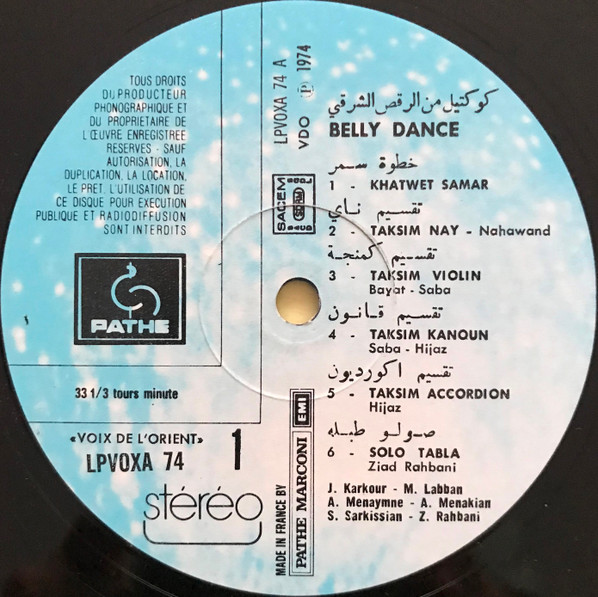 TOUS DROITS
DU PRODUCTEUR
PHONOGRAPHIQUE ET
DU PROPRIETAIRE DE
L'ŒUVRE ENREGISTREE
RESERVES - SAUF
AUTORISATION, LA
DUPLICATION, LA LOCATION,
LE PRET, L'UTILISATION DE
CE DISQUE POUR EXECUTION
PUBLIQUE ET RADIODIFFUSION
SONT INTERDITS
PATHE
33 1/3 tours minute
«VOIX DE L'ORIENT»
LPVOXA 74
1
stéréo
LPVOXA 74 A
VDO Ⓟ 1974
SACEM
MADE IN FRANCE BY
PATHE MARCONI EMI
كوكتيل من الرقص الشرقي
BELLY DANCE
خطوة سمر
1 - KHATWET SAMAR
تقسيم ناي
2 - TAKSIM NAY - Nahawand
تقسيم كمنجة
3 - TAKSIM VIOLIN
Bayat - Saba
تقسيم قانون
4 - TAKSIM KANOUN
Saba - Hijaz
تقسيم اكورديون
5 - TAKSIM ACCORDION
Hijaz
صولو طبله
6 - SOLO TABLA
Ziad Rahbani
J. Karkour - M. Labban
A. Menaymne - A. Menakian
S. Sarkissian - Z. Rahbani